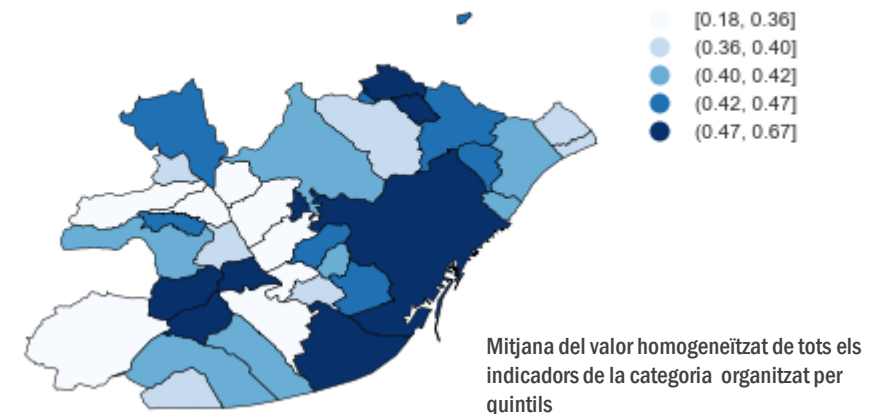 [0.18, 0.36]
(0.36, 0.40]
(0.40, 0.42]
(0.42, 0.47]
(0.47, 0.67]
Mitjana del valor homogeneïtzat de tots els
indicadors de la categoria organitzat per
quintils